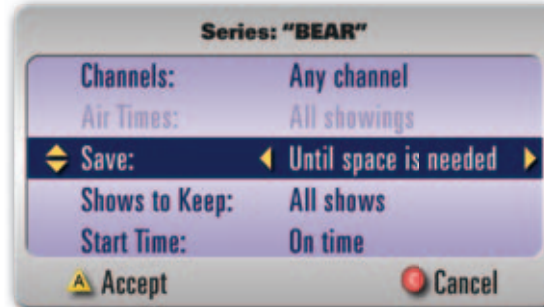 Series: "BEAR"
Channels: Any channel
Air Times: All showings
Save: Until space is needed
Shows to Keep: All shows
Start Time: On time
A Accept C Cancel